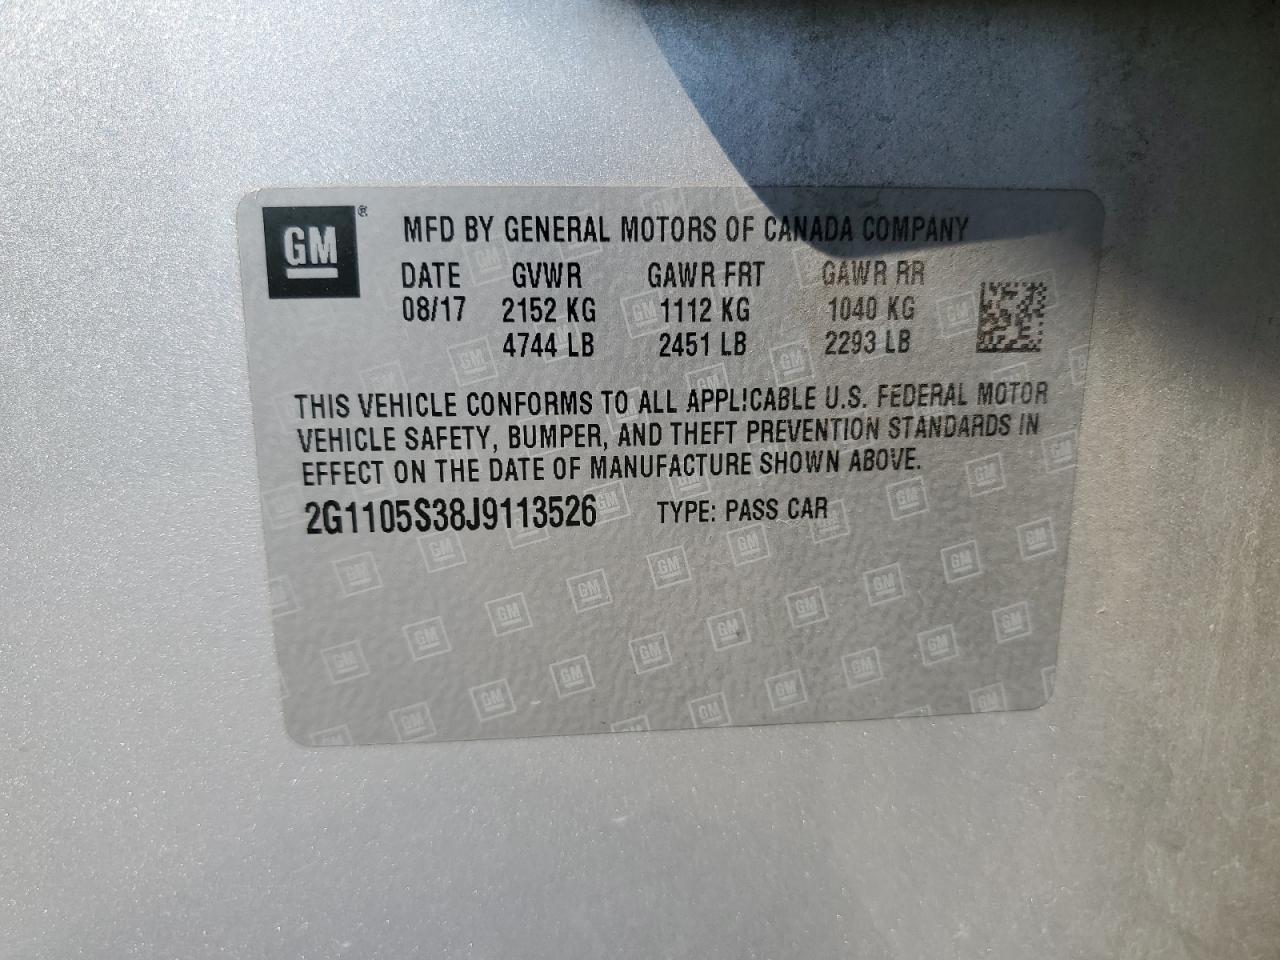 GM ®
MFD BY GENERAL MOTORS OF CANADA COMPANY
DATE GVWR GAWR FRT GAWR RR
08/17 2152 KG 1112 KG 1040 KG
4744 LB 2451 LB 2293 LB
THIS VEHICLE CONFORMS TO ALL APPLICABLE U.S. FEDERAL MOTOR
VEHICLE SAFETY, BUMPER, AND THEFT PREVENTION STANDARDS IN
EFFECT ON THE DATE OF MANUFACTURE SHOWN ABOVE.
2G1105S38J9113526 TYPE: PASS CAR